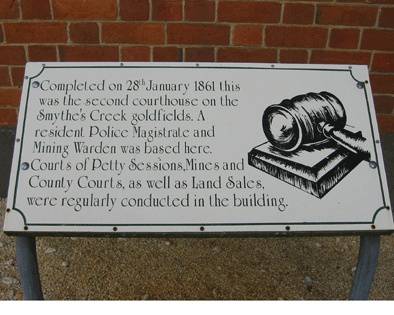 Completed on 28th January 1861 this
was the second courthouse on the
Smythe's Creek goldfields. A
resident Police Magistrate and
Mining Warden was based here.
Courts of Petty Sessions,Mines and
County Courts, as well as Land Sales,
were regularly conducted in the building.